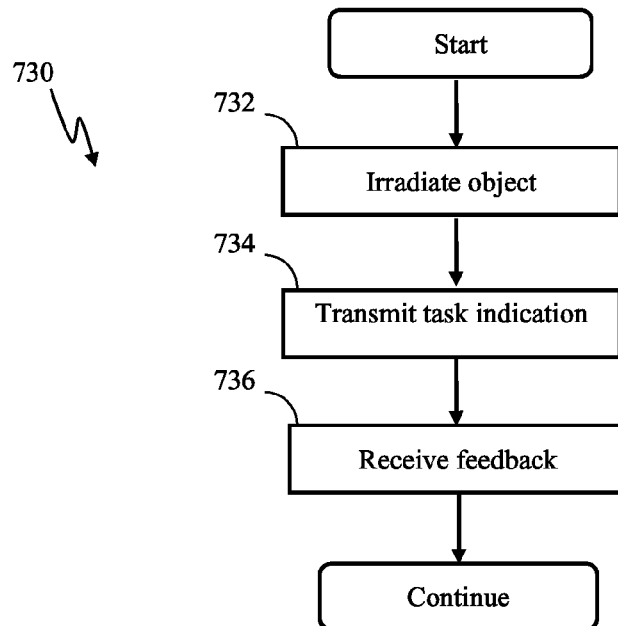 Start
730
732
Irradiate object
734
Transmit task indication
736
Receive feedback
Continue